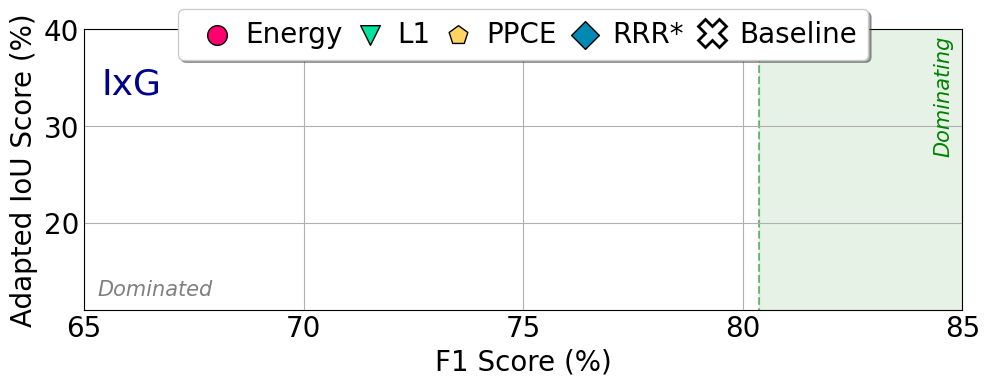 Energy L1 PPCE RRR* Baseline
Adapted IoU Score (%)
40
30
20
IxG
Dominating
Dominated
65 70 75 80 85
F1 Score (%)